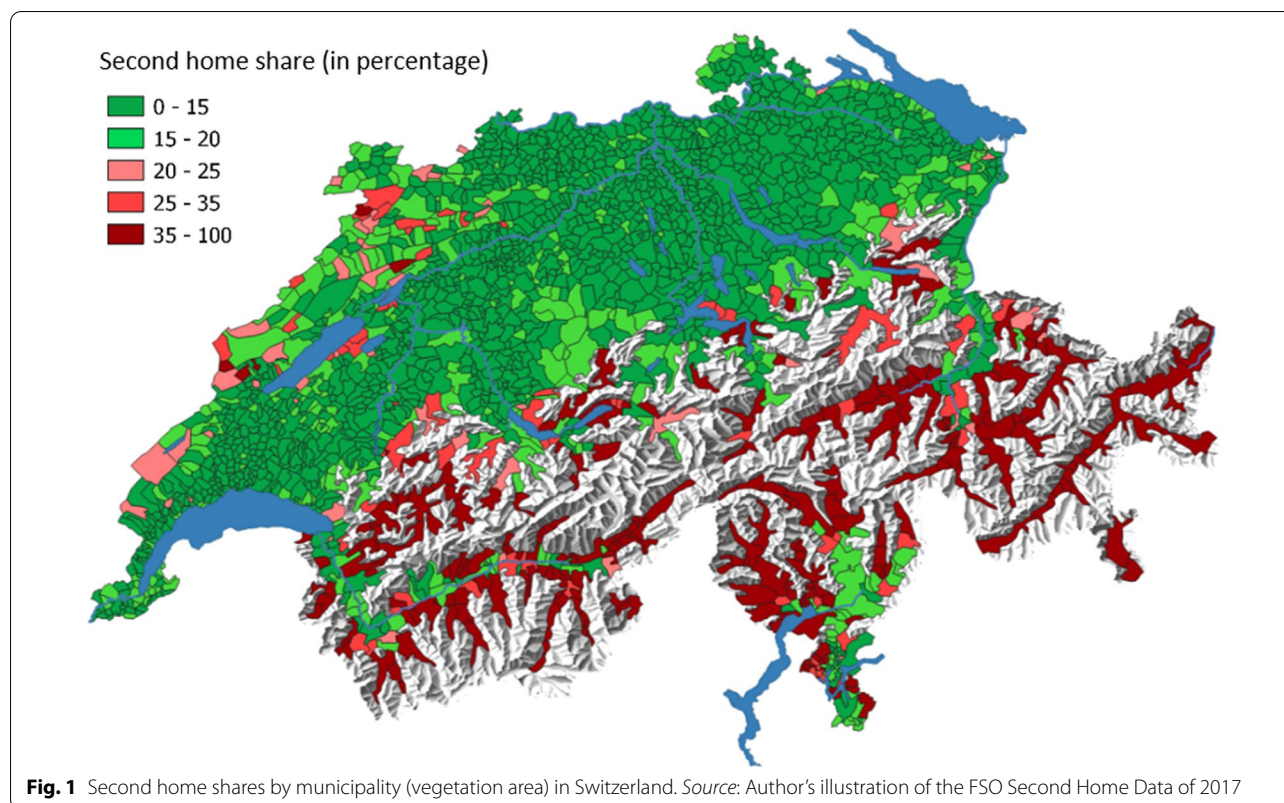 Second home share (in percentage)
0 - 15
15 - 20
20 - 25
25 - 35
35 - 100
Fig. 1 Second home shares by municipality (vegetation area) in Switzerland. Source: Author's illustration of the FSO Second Home Data of 2017